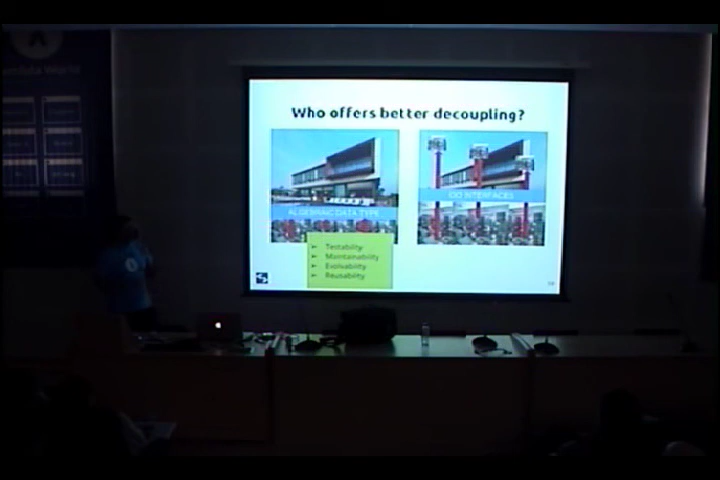 Who offers better decoupling?
ALGEBRAIC DATA TYPE
OO INTERFACES
➢ Testability
➢ Maintainability
➢ Evolvability
➢ Reusability